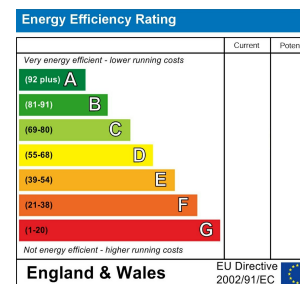 Energy Efficiency Rating
Current Poten
Very energy efficient - lower running costs
(92 plus) A
(81-91) B
(69-80) C
(55-68) D
(39-54) E
(21-38) F
(1-20) G
Not energy efficient - higher running costs
England & Wales
EU Directive
2002/91/EC